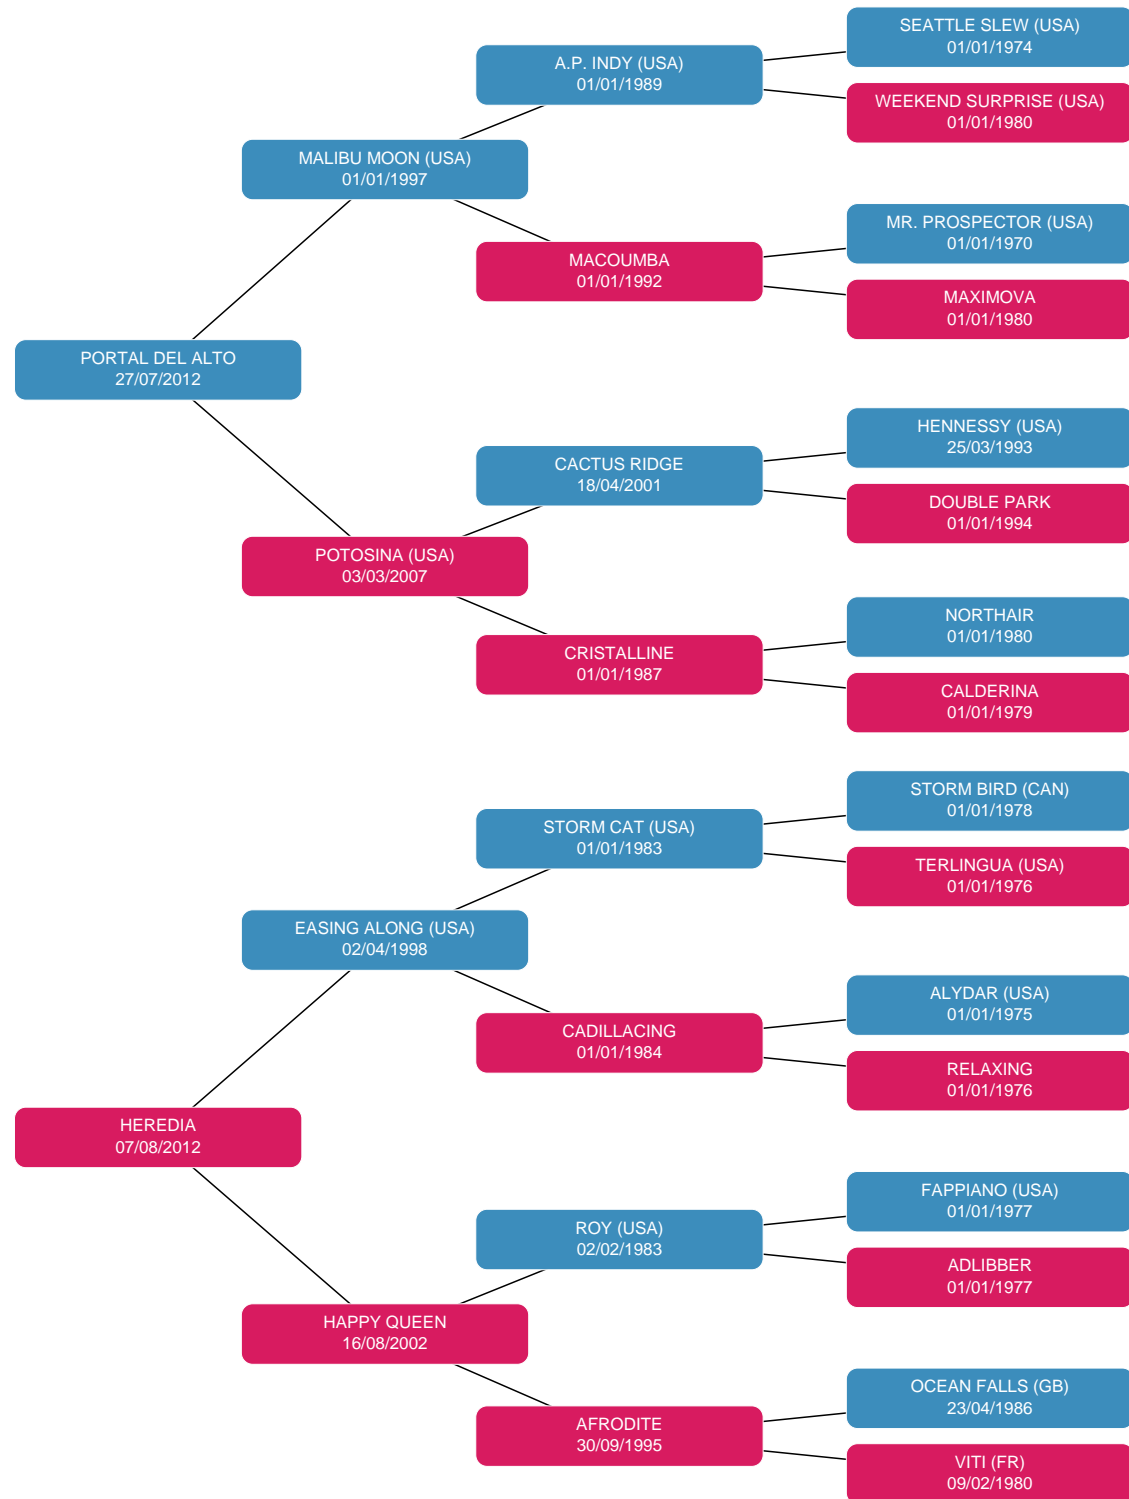 SEATTLE SLEW (USA)
01/01/1974
A.P. INDY (USA)
01/01/1989
WEEKEND SURPRISE (USA)
01/01/1980
MALIBU MOON (USA)
01/01/1997
MR. PROSPECTOR (USA)
01/01/1970
MACOUMBA
01/01/1992
MAXIMOVA
01/01/1980
PORTAL DEL ALTO
27/07/2012
HENNESSY (USA)
25/03/1993
CACTUS RIDGE
18/04/2001
DOUBLE PARK
01/01/1994
POTOSINA (USA)
03/03/2007
NORTHAIR
01/01/1980
CRISTALLINE
01/01/1987
CALDERINA
01/01/1979
STORM BIRD (CAN)
01/01/1978
STORM CAT (USA)
01/01/1983
TERLINGUA (USA)
01/01/1976
EASING ALONG (USA)
02/04/1998
ALYDAR (USA)
01/01/1975
CADILLACING
01/01/1984
RELAXING
01/01/1976
HEREDIA
07/08/2012
FAPPIANO (USA)
01/01/1977
ROY (USA)
02/02/1983
ADLIBBER
01/01/1977
HAPPY QUEEN
16/08/2002
OCEAN FALLS (GB)
23/04/1986
AFRODITE
30/09/1995
VITI (FR)
09/02/1980